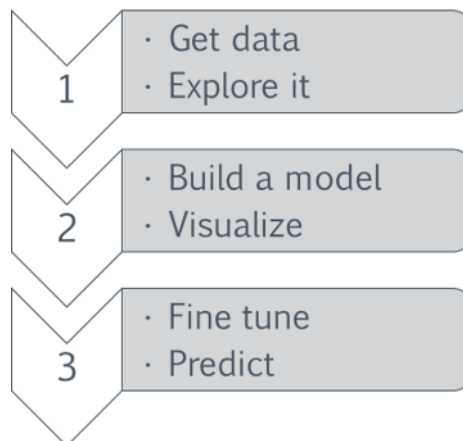 1
· Get data
· Explore it
2
· Build a model
· Visualize
3
· Fine tune
· Predict